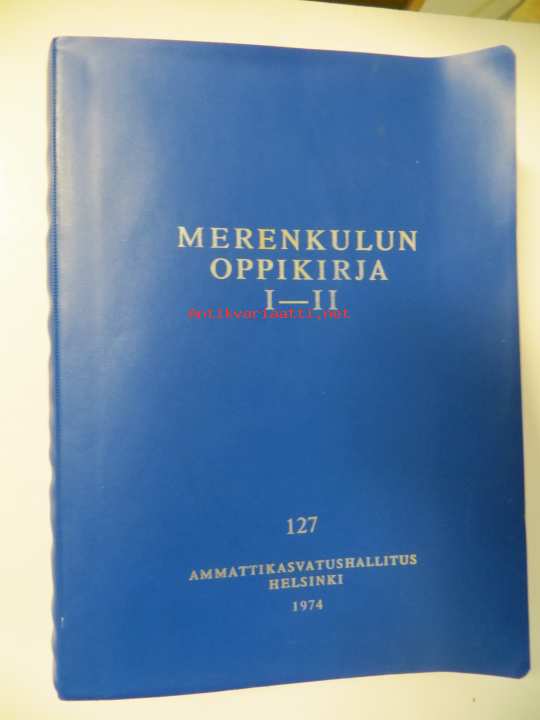 MERENKULUN
OPPIKIRJA
I—II
Antikvariaatti.net
127
AMMATTIKASVATUSHALLITUS
HELSINKI
1974